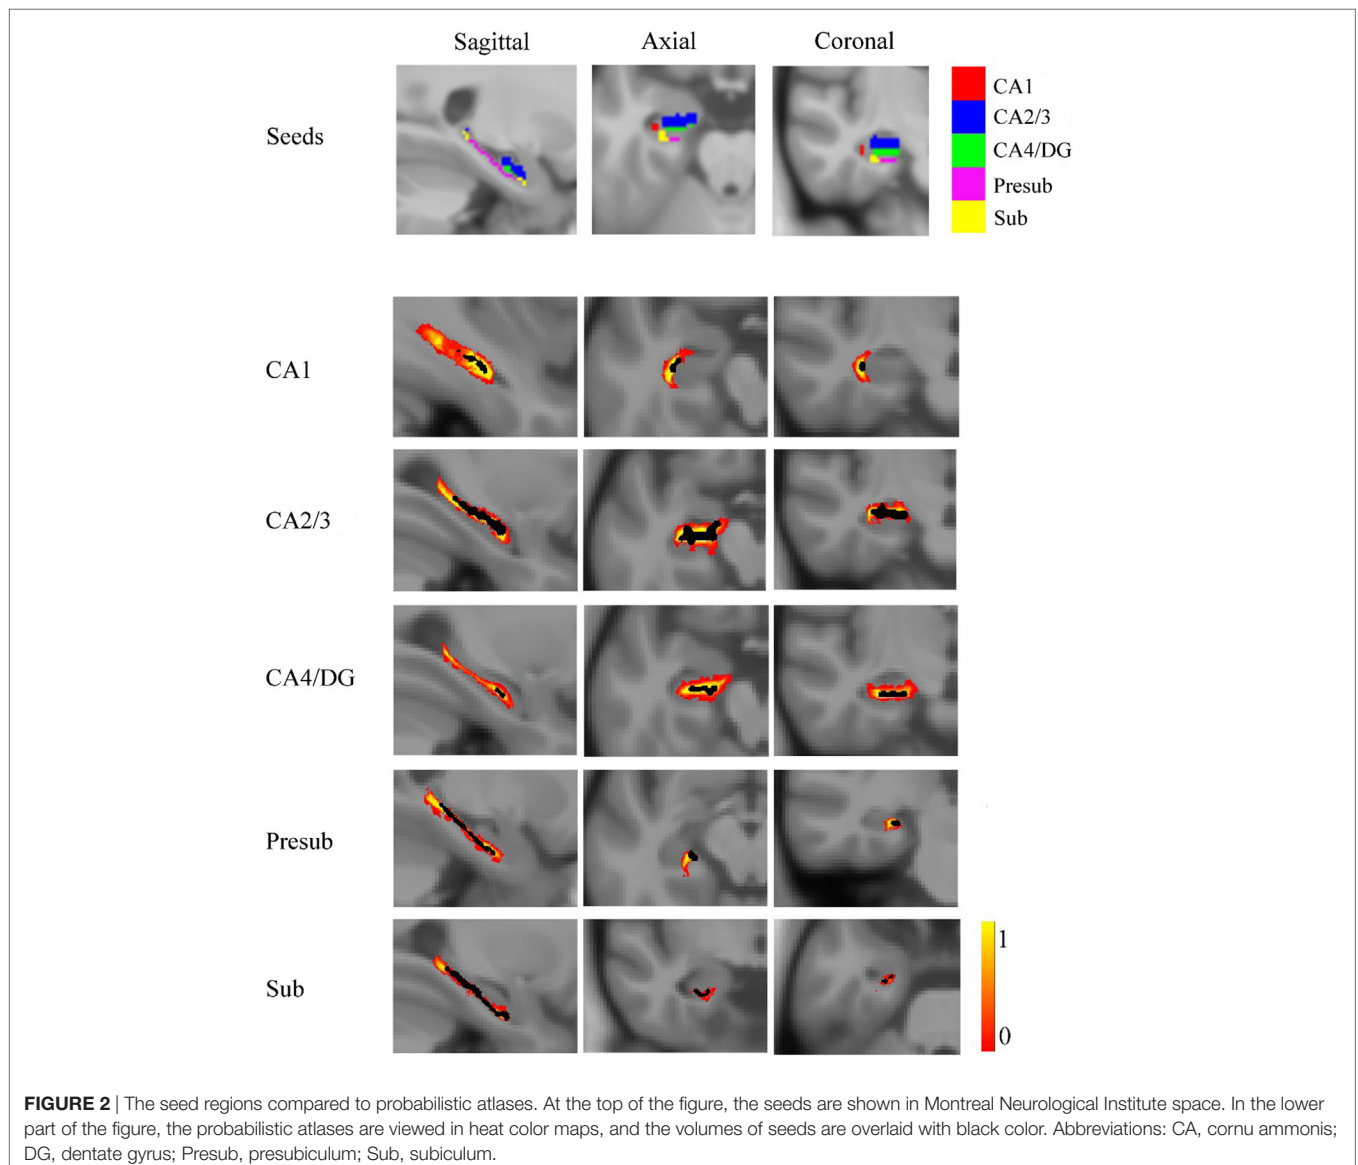 Sagittal
Axial
Coronal
Seeds
CA1
CA2/3
CA4/DG
Presub
Sub
CA1
CA2/3
CA4/DG
Presub
Sub
1
0
FIGURE 2 | The seed regions compared to probabilistic atlases. At the top of the figure, the seeds are shown in Montreal Neurological Institute space. In the lower
part of the figure, the probabilistic atlases are viewed in heat color maps, and the volumes of seeds are overlaid with black color. Abbreviations: CA, cornu ammonis;
DG, dentate gyrus; Presub, presubiculum; Sub, subiculum.